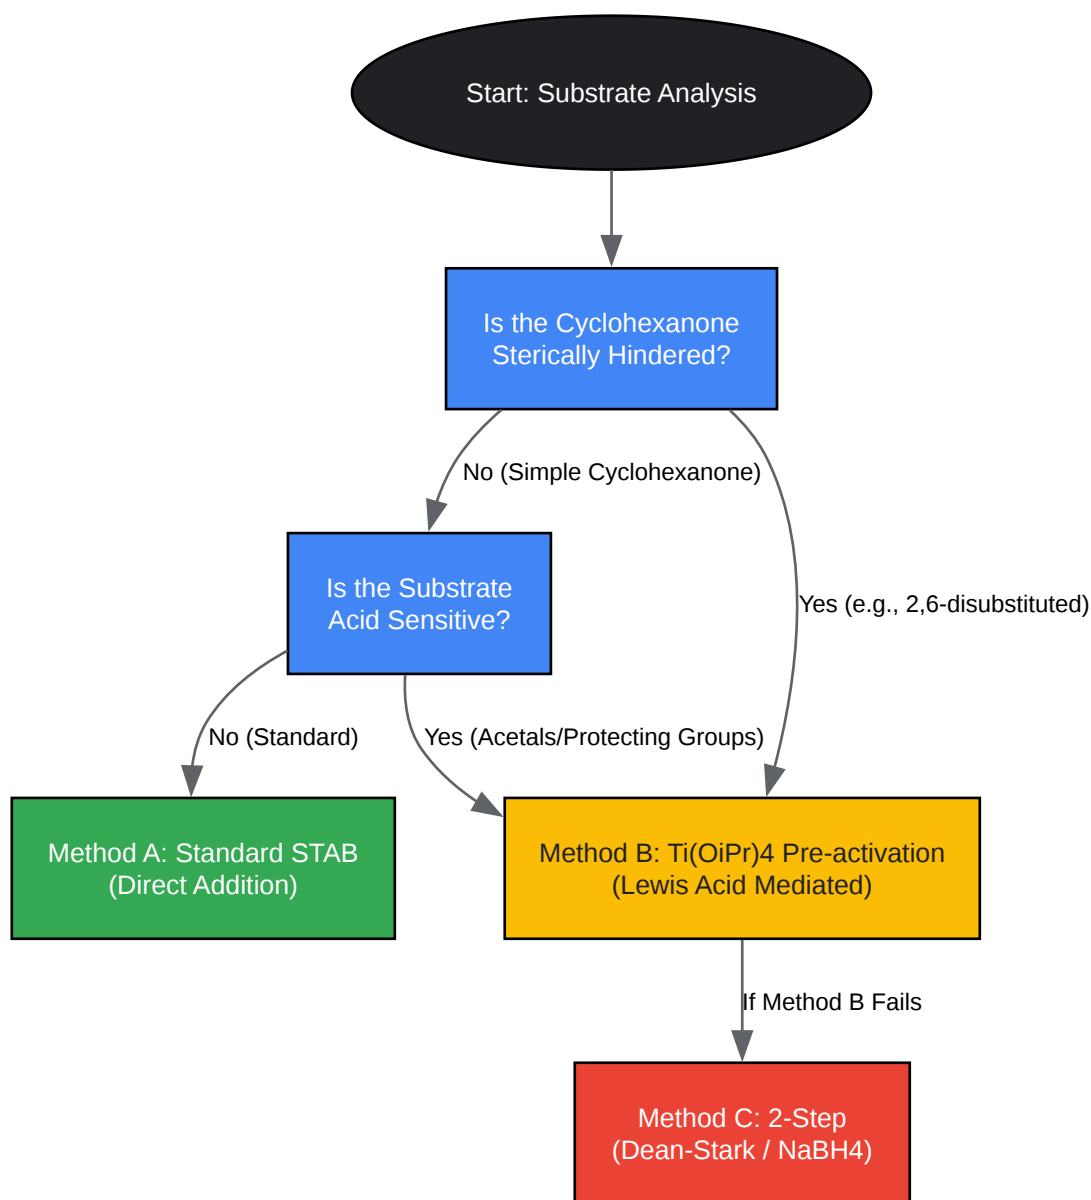 Start: Substrate Analysis
Is the Cyclohexanone
Sterically Hindered?
No (Simple Cyclohexanone)
Is the Substrate
Acid Sensitive?
Yes (e.g., 2,6-disubstituted)
No (Standard)
Yes (Acetals/Protecting Groups)
Method A: Standard STAB
(Direct Addition)
Method B: Ti(OiPr)4 Pre-activation
(Lewis Acid Mediated)
If Method B Fails
Method C: 2-Step
(Dean-Stark / NaBH4)